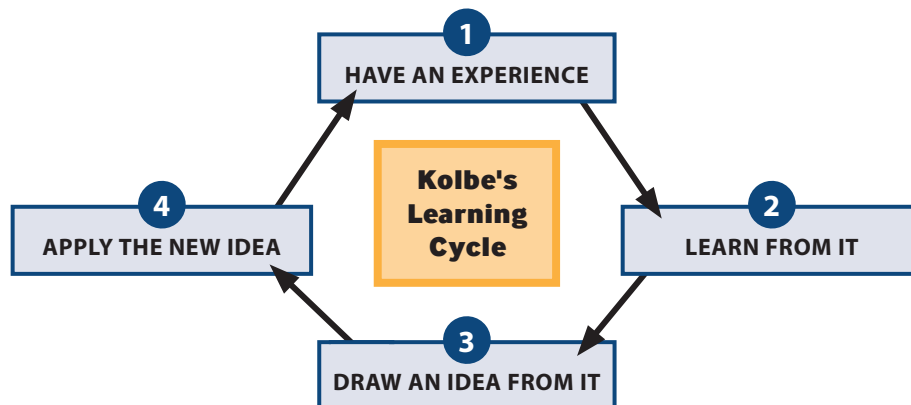 1
HAVE AN EXPERIENCE
Kolbe's
Learning
Cycle
4
APPLY THE NEW IDEA
2
LEARN FROM IT
3
DRAW AN IDEA FROM IT